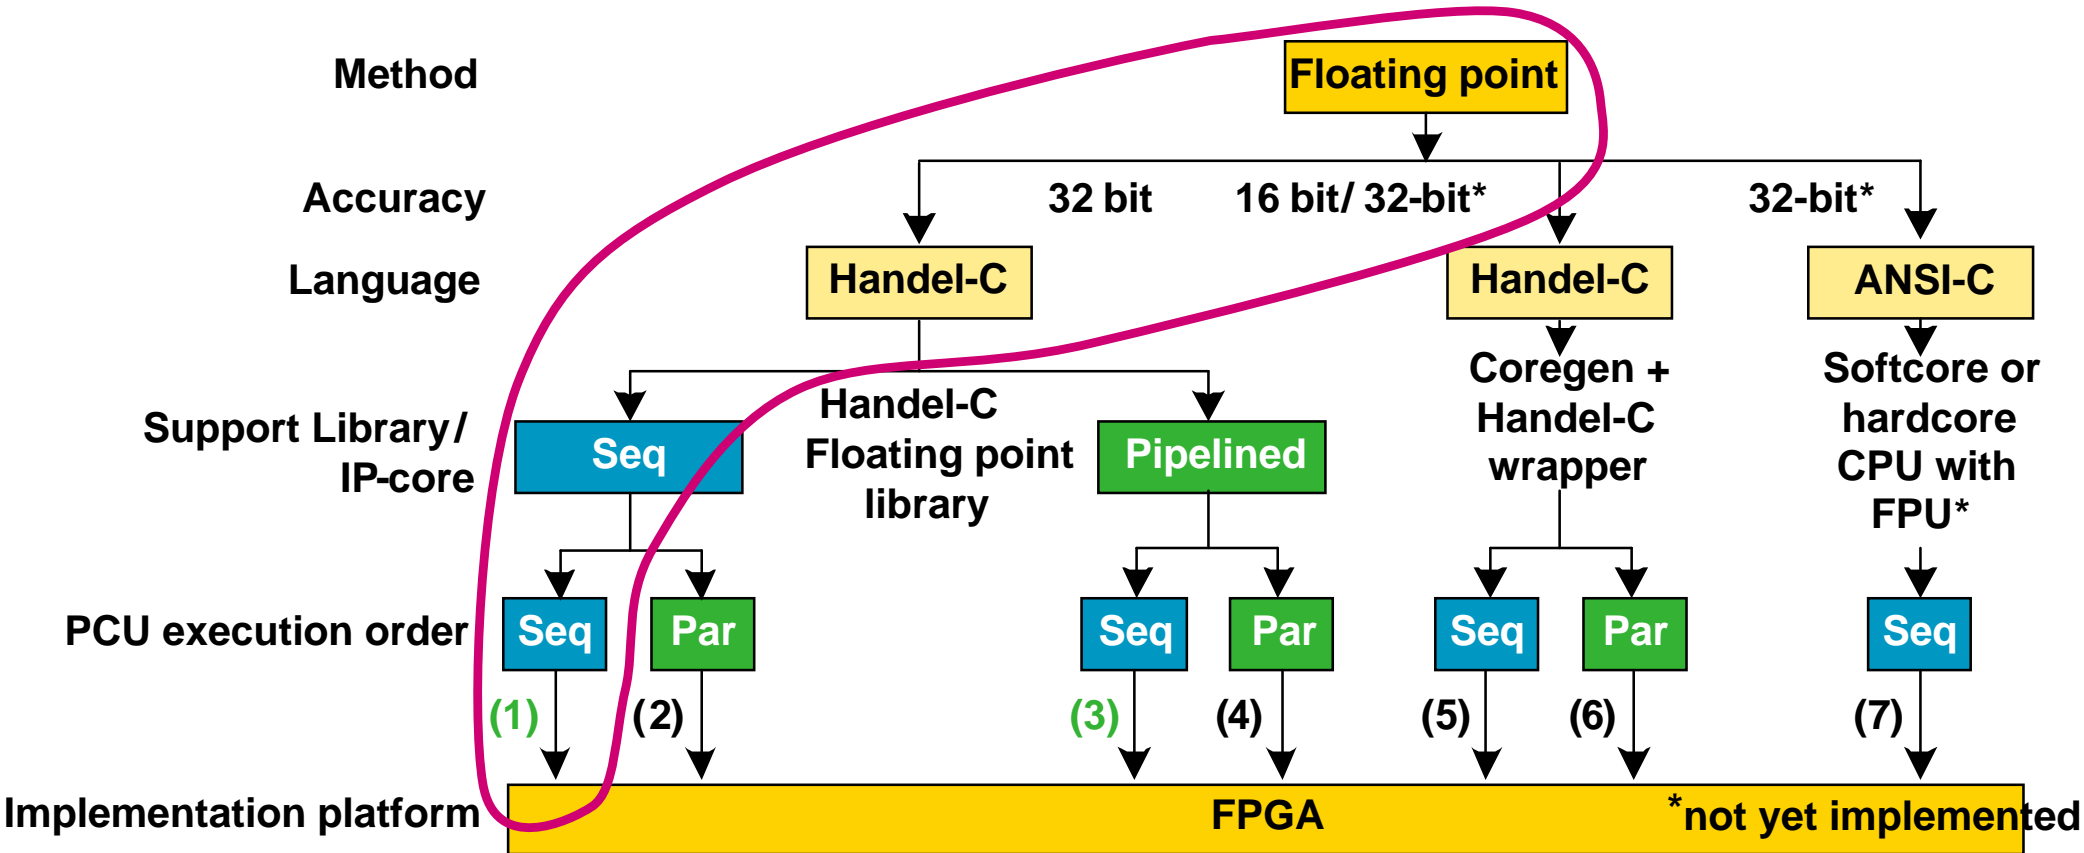 Method
Floating point
Accuracy
32 bit
16 bit/ 32-bit*
32-bit*
Language
Handel-C
Handel-C
ANSI-C
Support Library/
IP-core
Seq
Handel-C
Floating point
library
Pipelined
Coregen +
Handel-C
wrapper
Softcore or
hardcore
CPU with
FPU*
PCU execution order
Seq
Par
Seq
Par
Seq
Par
Seq
(1)
(2)
(3)
(4)
(5)
(6)
(7)
Implementation platform
FPGA
*not yet implemented